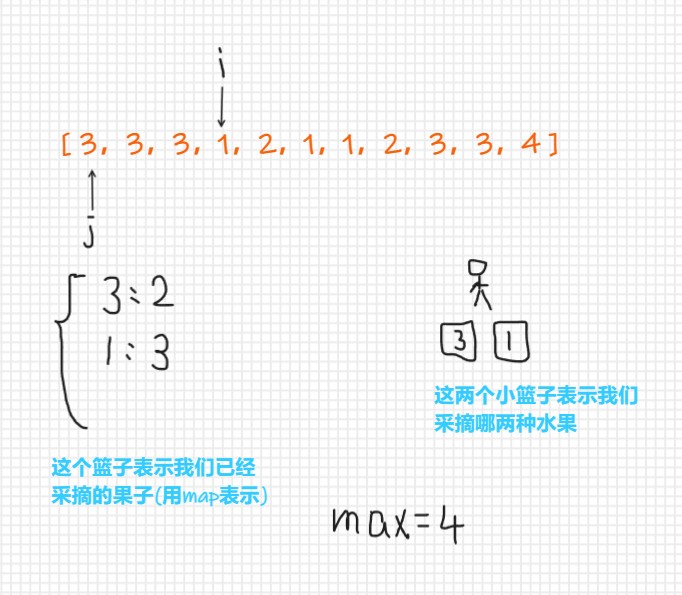 i
[3, 3, 3, 1, 2, 1, 1, 2, 3, 3, 4]
j
3:2
1:3
3 1
这两个小篮子表示我们
采摘哪两种水果
这个篮子表示我们已经
采摘的果子(用map表示)
max=4